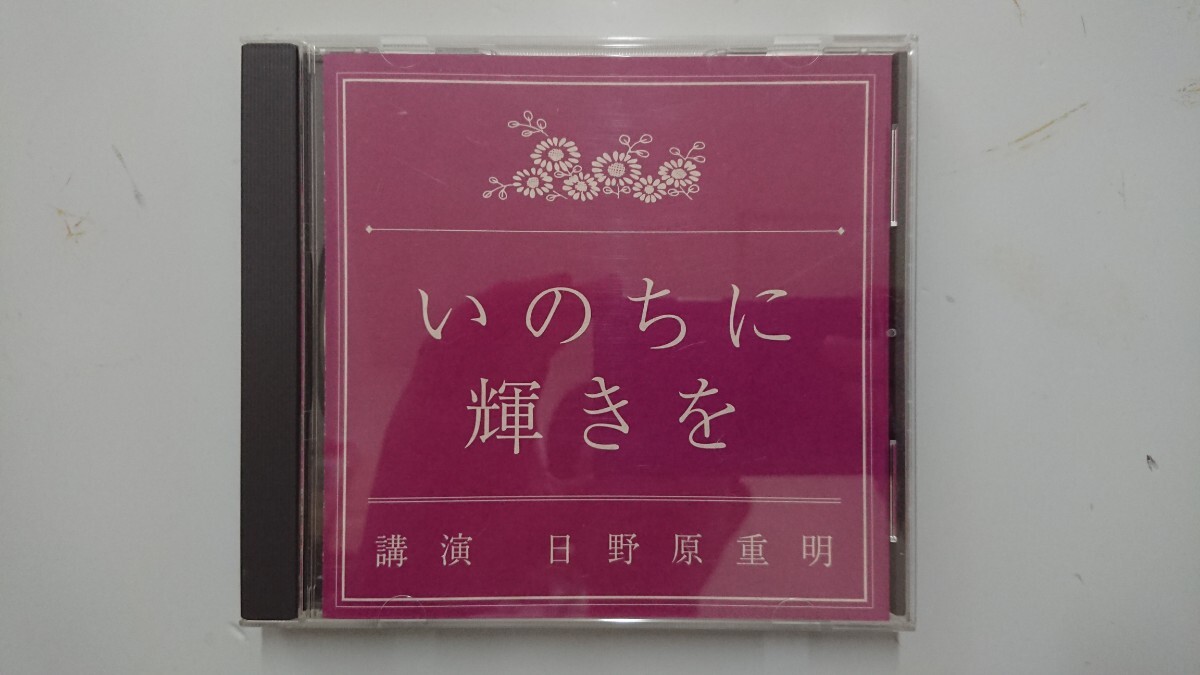 いのちに
輝きを
講演 日野原重明